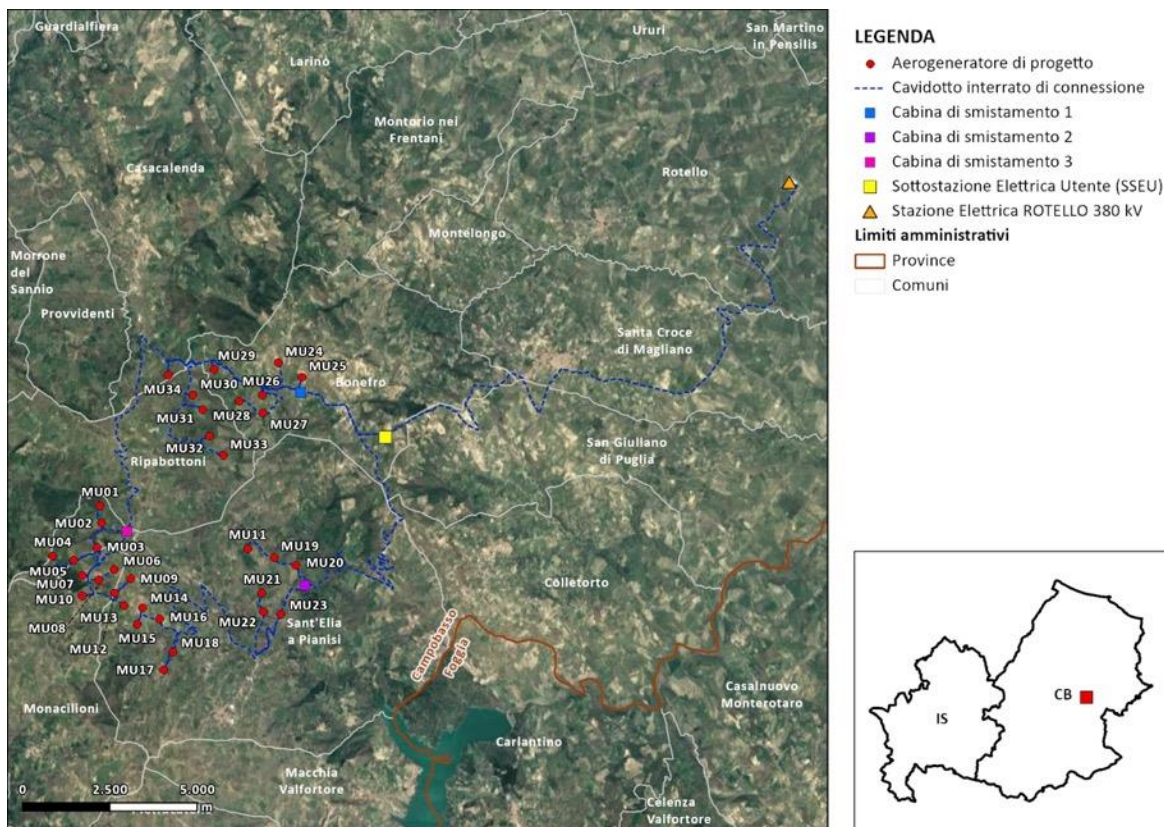 Guardialfiera
Larino
Ururi
San Martino
in Pensilis
Montorio nei
Frentani
Casacalenda
Rotello
Montelongo
Morrone
del
Sannio
Provvidenti
Santa Croce
di Magliano
MU29
MU24
MU25
MU30
MU26
Bonefro
MU34
MU31
MU28
MU27
MU32
MU33
Ripabottoni
San Giuliano
di Puglia
MU01
MU02
MU04
MU03
MU11
MU19
MU06
MU20
MU05
MU07
MU09
MU21
MU10
MU14
MU13
MU16
MU22
MU23
MU08
MU15
Sant'Elia
a Pianisi
MU12
MU18
MU17
Colletorto
Campobasso
Foggia
Monacilioni
Casalnuovo
Monterotaro
Carlantino
Macchia
Valfortore
Celenza
Valfortore
0 2.500 5.000
m
LEGENDA
Aerogeneratore di progetto
Cavidotto interrato di connessione
Cabina di smistamento 1
Cabina di smistamento 2
Cabina di smistamento 3
Sottostazione Elettrica Utente (SSEU)
Stazione Elettrica ROTELLO 380 kV
Limiti amministrativi
Province
Comuni
CB
IS